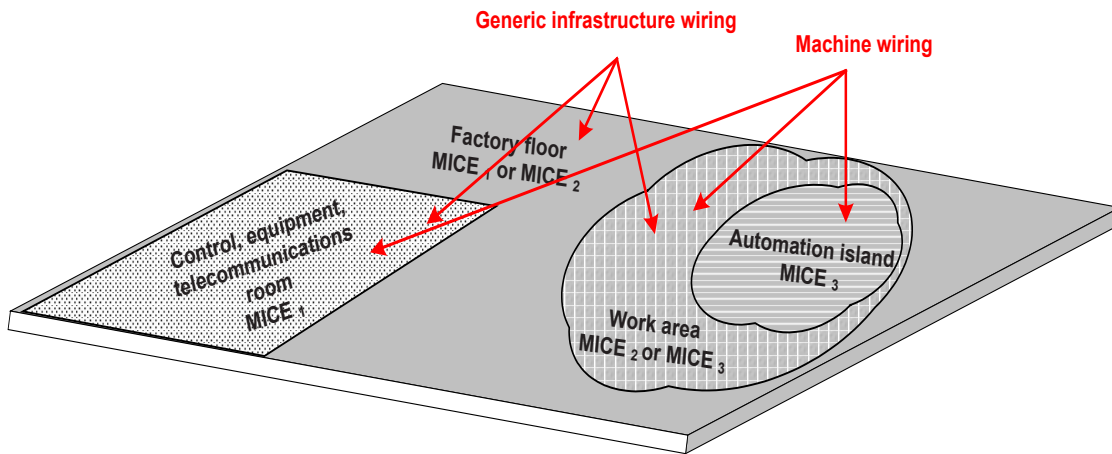 Generic infrastructure wiring
Machine wiring
Factory floor
MICE 1 or MICE 2
Control, equipment,
telecommunications
room
MICE 1
Automation island
MICE 3
Work area
MICE 2 or MICE 3